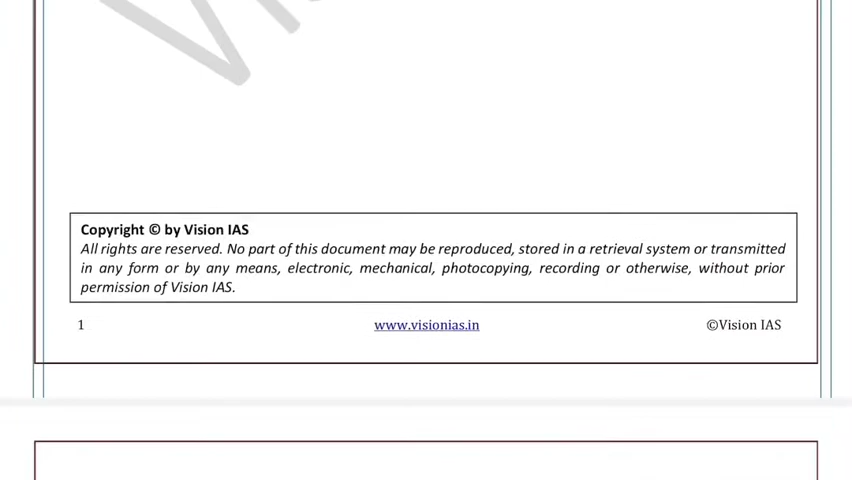 Copyright © by Vision IAS
All rights are reserved. No part of this document may be reproduced, stored in a retrieval system or transmitted
in any form or by any means, electronic, mechanical, photocopying, recording or otherwise, without prior
permission of Vision IAS.
1 www.visionias.in ©Vision IAS